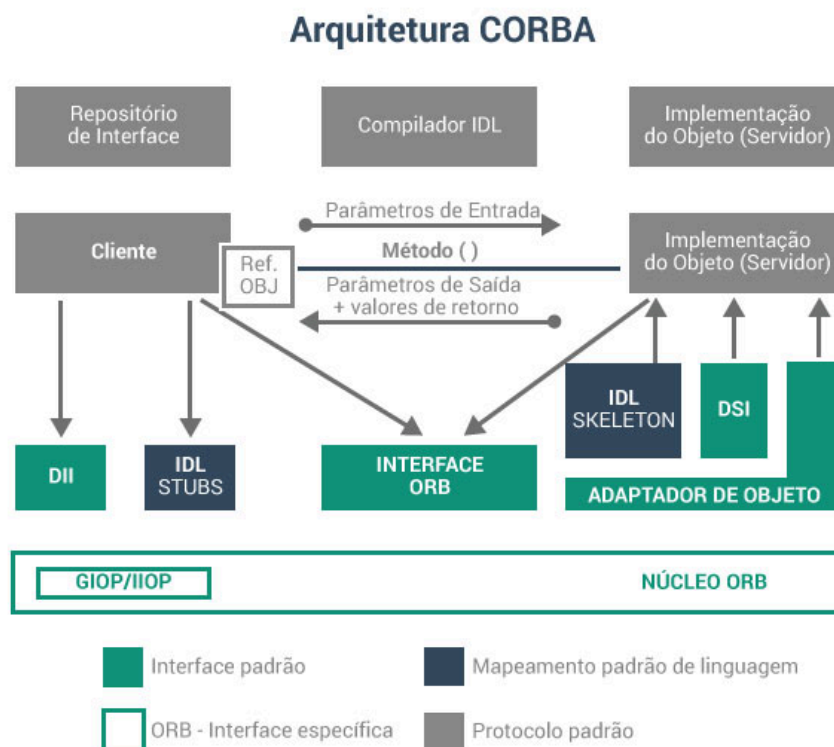 Arquitetura CORBA
Repositório
de Interface
Compilador IDL
Implementação
do Objeto (Servidor)
Cliente
Ref.
OBJ
Parâmetros de Entrada
Método ( )
Parâmetros de Saída
+ valores de retorno
Implementação
do Objeto (Servidor)
DII
IDL
STUBS
INTERFACE
ORB
IDL
SKELETON
DSI
ADAPTADOR DE OBJETO
GIOP/IIOP
NÚCLEO ORB
Interface padrão
Mapeamento padrão de linguagem
ORB - Interface específica
Protocolo padrão